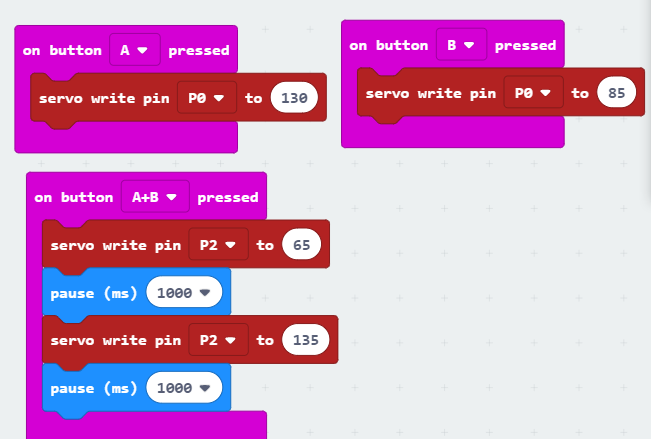 on button A pressed
servo write pin P0 to 130
on button B pressed
servo write pin P0 to 85
on button A+B pressed
servo write pin P2 to 65
pause (ms) 1000
servo write pin P2 to 135
pause (ms) 1000